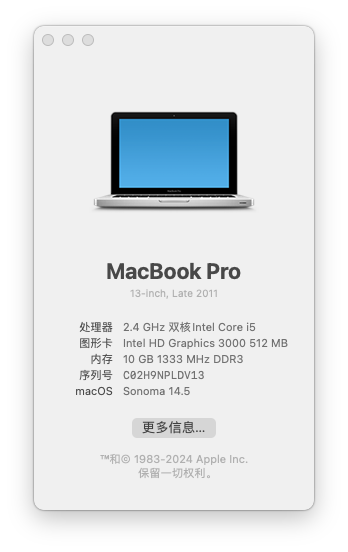 MacBook Pro
13-inch, Late 2011
处理器 2.4 GHz 双核Intel Core i5
图形卡 Intel HD Graphics 3000 512 MB
内存 10 GB 1333 MHz DDR3
序列号 C02H9NPLDV13
macOS Sonoma 14.5
更多信息...
™和© 1983-2024 Apple Inc.
保留一切权利。